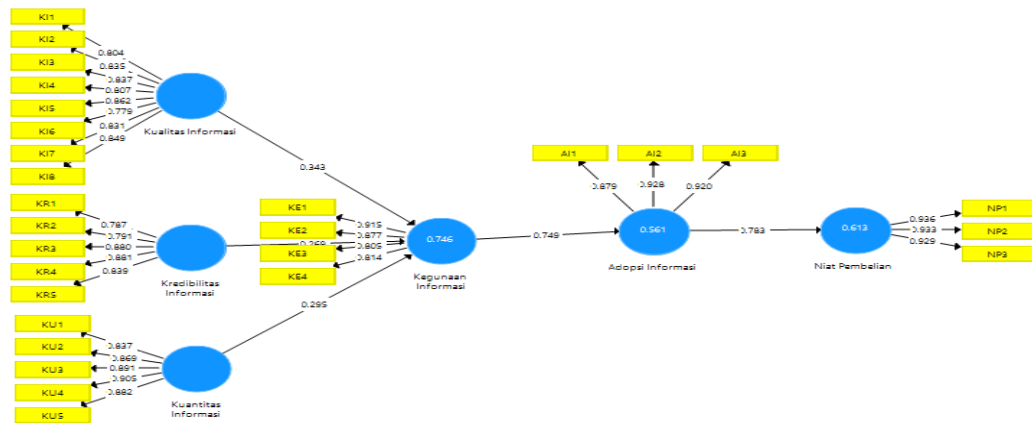 KI1
KI2
KI3
KI4
KI5
KI6
KI7
KI8
0.804
0.835
0.837
0.807
0.862
0.779
0.831
0.849
Kualitas Informasi
0.343
KR1
KR2
KR3
KR4
KR5
0.787
0.791
0.880
0.881
0.839
Kredibilitas
Informasi
KE1
KE2
KE3
KE4
0.915
0.877
0.805
0.814
0.746
Kegunaan
Informasi
0.749
AI1
AI2
AI3
0.879
0.928
0.920
0.561
Adopsi Informasi
0.783
0.613
Niat Pembelian
0.936
0.933
0.929
NP1
NP2
NP3
0.295
KU1
KU2
KU3
KU4
KU5
0.837
0.869
0.891
0.905
0.882
Kuantitas
Informasi